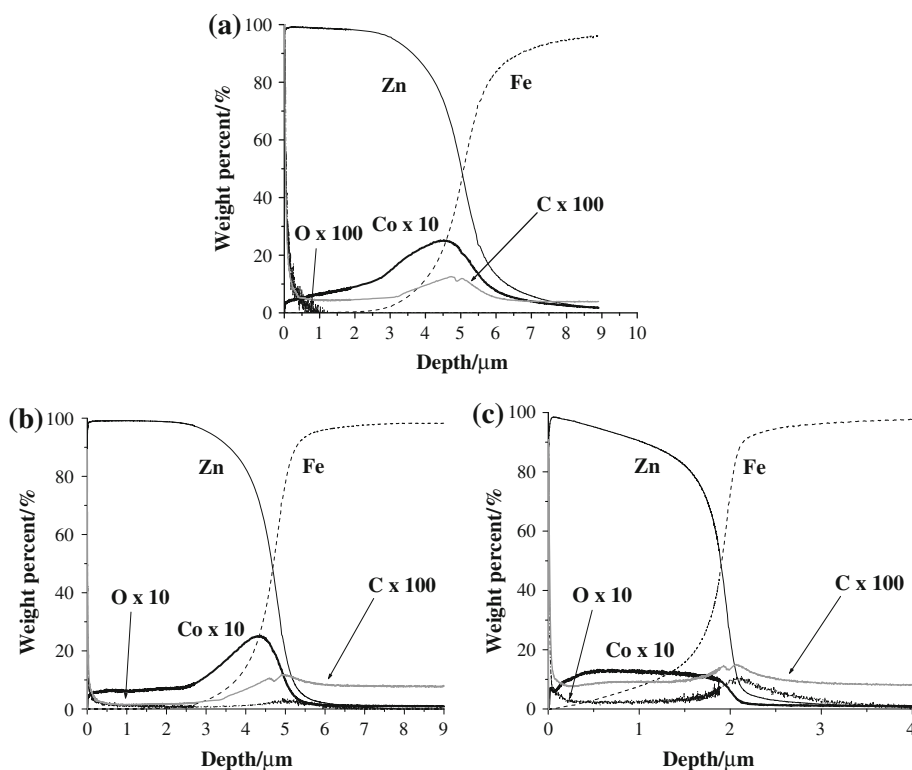 (a)
100
80
60
40
20
0
Weight percent/%
Zn
Fe
O x 100
Co x 10
C x 100
0 1 2 3 4 5 6 7 8 9 10
Depth/μm
(b)
100
80
60
40
20
0
Weight percent/%
Zn
Fe
O x 10
Co x 10
C x 100
0 1 2 3 4 5 6 7 8 9
Depth/μm
(c)
100
80
60
40
20
0
Weight percent/%
Zn
Fe
O x 10
Co x 10
C x 100
0 1 2 3 4
Depth/μm